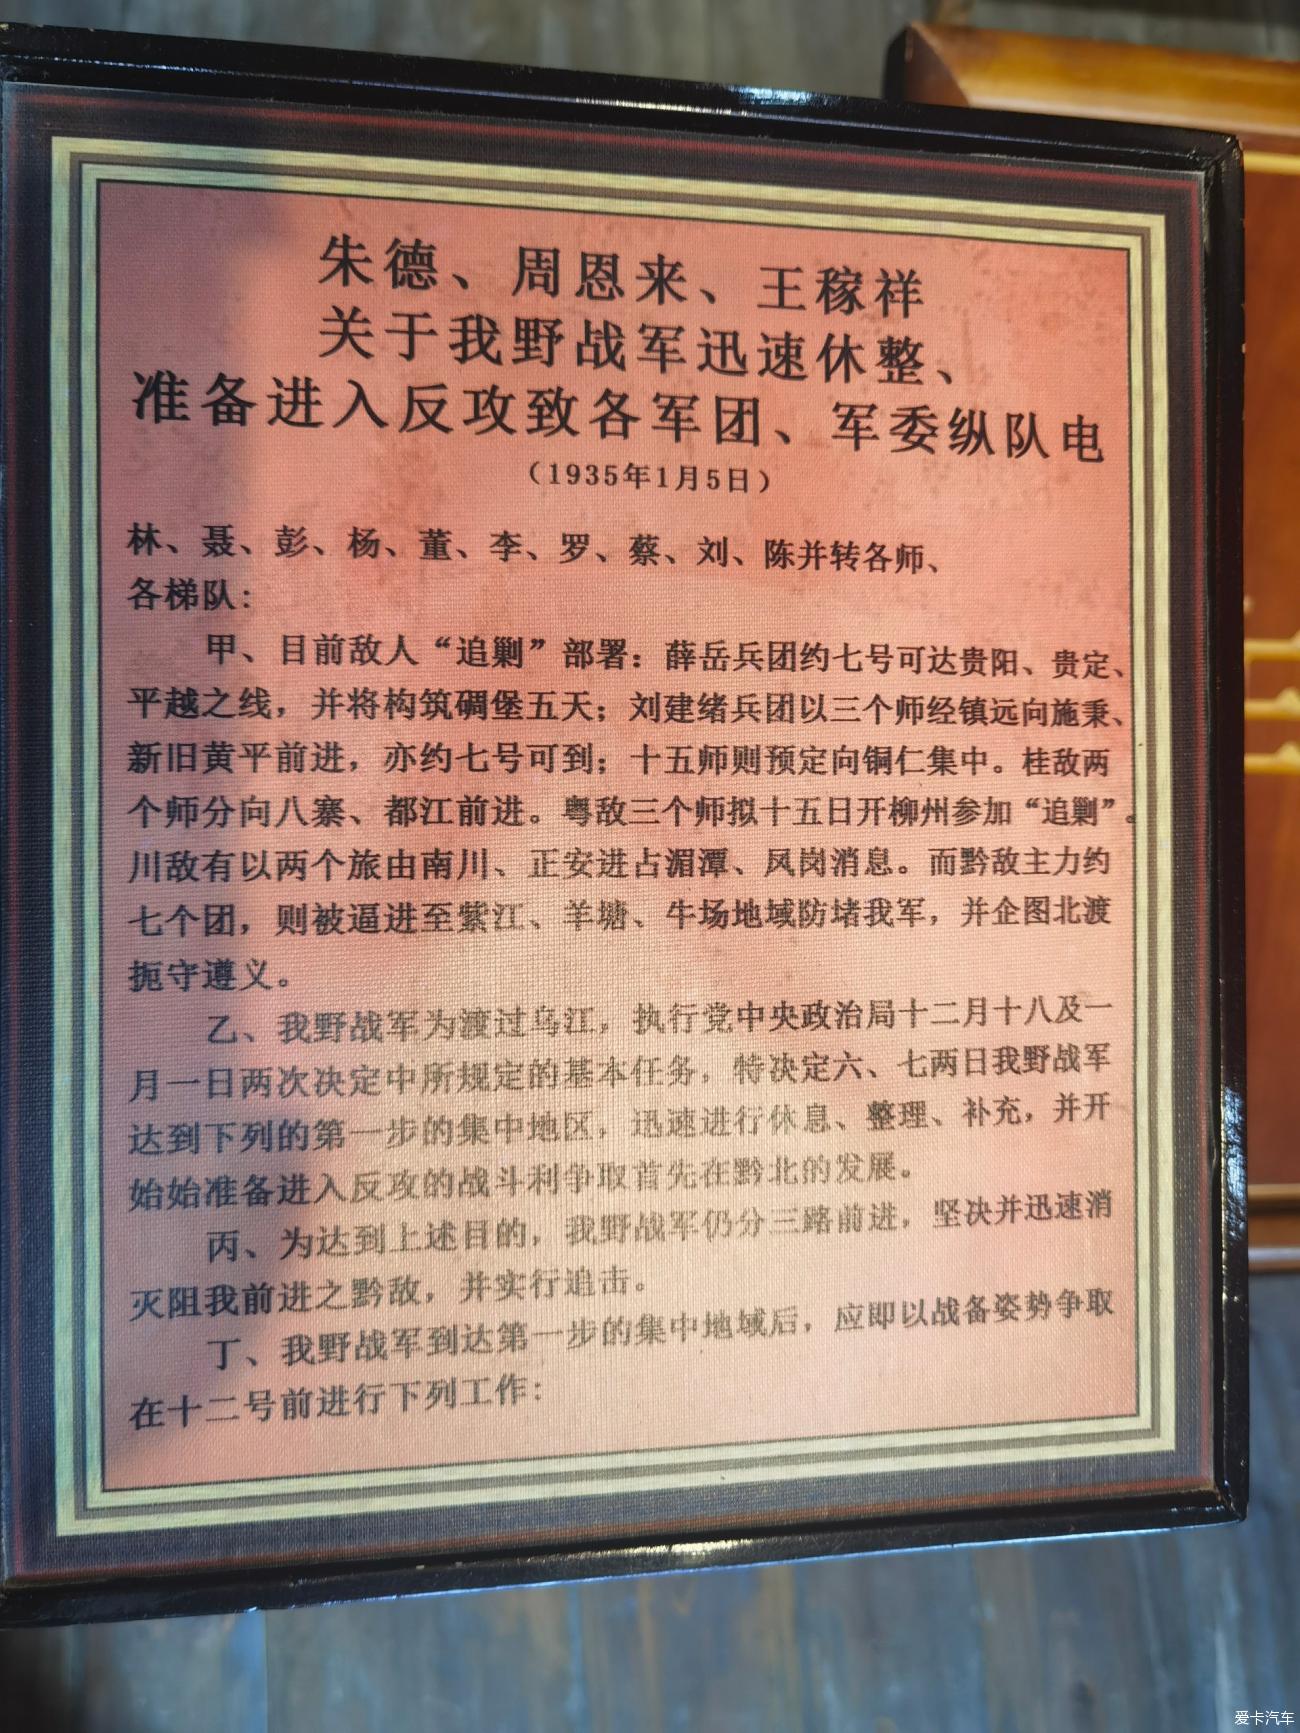 朱德、周恩来、王稼祥
关于我野战军迅速休整、
准备进入反攻致各军团、军委纵队电
（1935年1月5日）
林、聂、彭、杨、董、李、罗、蔡、刘、陈并转各师、
各梯队：
甲、目前敌人“追剿”部署：薛岳兵团约七号可达贵阳、贵定、
平越之线，并将构筑碉堡五天；刘建绪兵团以三个师经镇远向施秉、
新旧黄平前进，亦约七号可到；十五师则预定向铜仁集中。桂敌两
个师分向八寨、都江前进。粤敌三个师拟十五日开柳州参加“追剿”。
川敌有以两个旅由南川、正安进占湄潭、凤岗消息。而黔敌主力约
七个团，则被逼进至紫江、羊塘、牛场地域防堵我军，并企图北渡
扼守遵义。
乙、我野战军为渡过乌江，执行党中央政治局十二月十八及一
月一日两次决定中所规定的基本任务，特决定六、七两日我野战军
达到下列的第一步的集中地区，迅速进行休息、整理、补充，并开
始始准备进入反攻的战斗利争取首先在黔北的发展。
丙、为达到上述目的，我野战军仍分三路前进，坚决并迅速消
灭阻我前进之黔敌，并实行追击。
丁、我野战军到达第一步的集中地域后，应即以战备姿势争取
在十二号前进行下列工作：
爱卡汽车